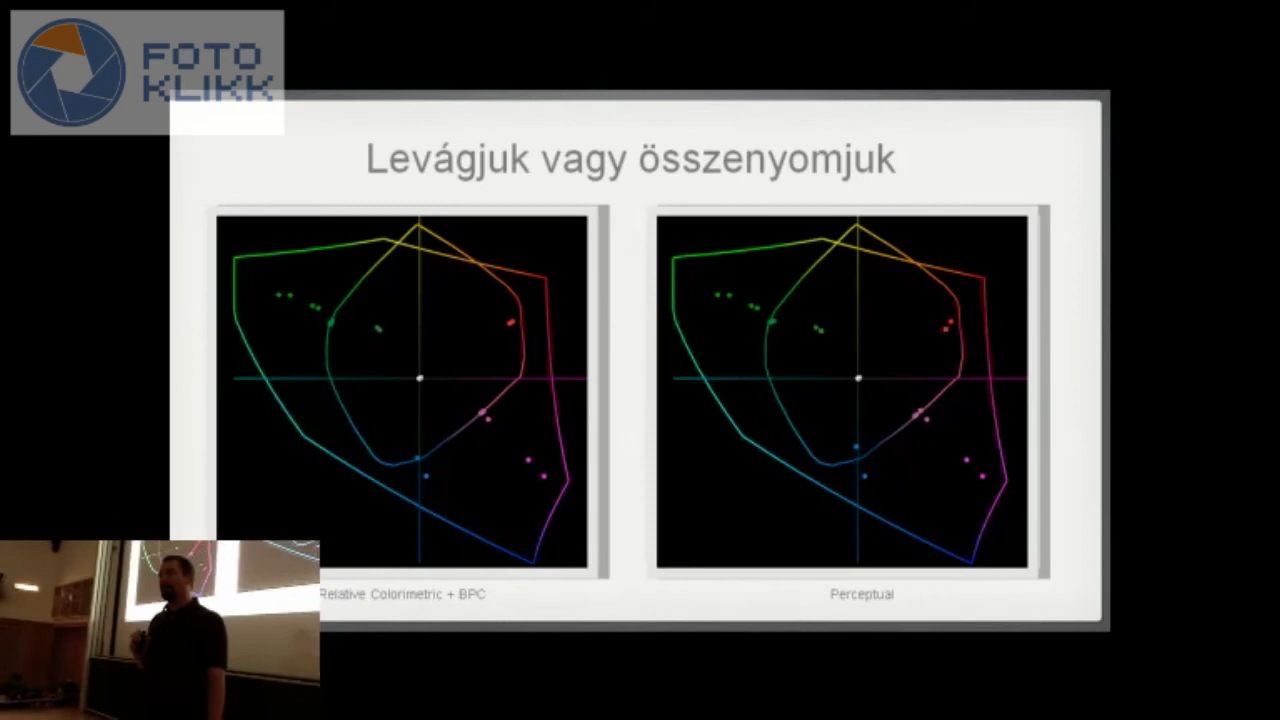 FOTO
KLIKK
Levágjuk vagy összenyomjuk
Relative Colorimetric + BPC
Perceptual